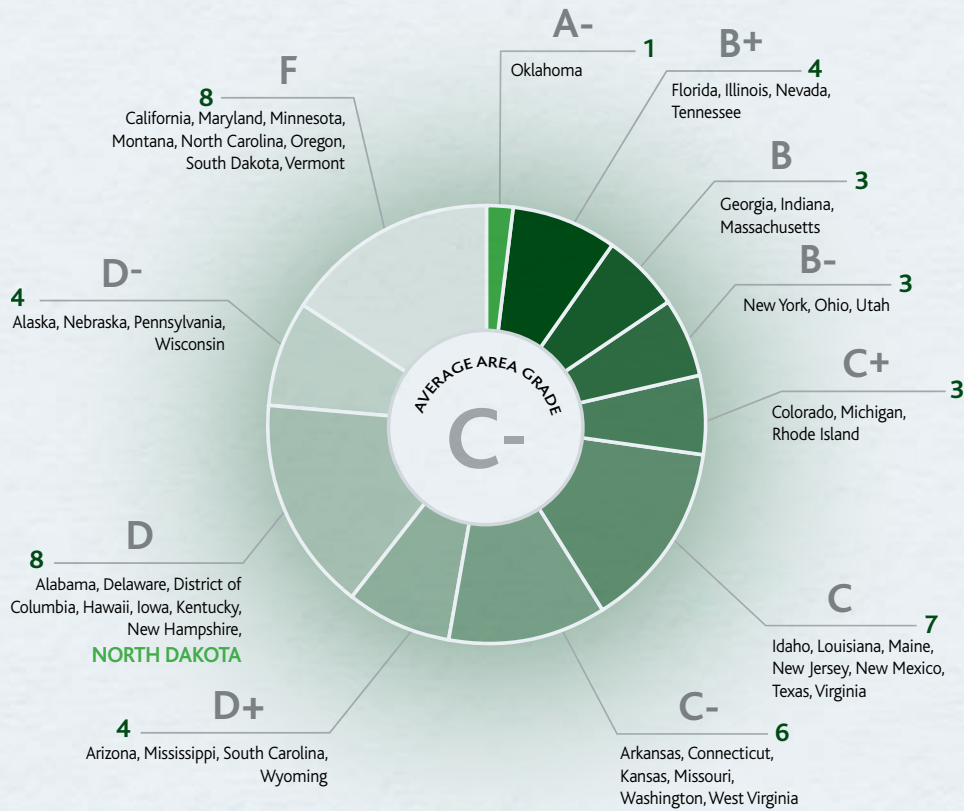 A-
1
Oklahoma
B+
4
Florida, Illinois, Nevada,
Tennessee
B
3
Georgia, Indiana,
Massachusetts
B-
3
New York, Ohio, Utah
C+
3
Colorado, Michigan,
Rhode Island
C
7
Idaho, Louisiana, Maine,
New Jersey, New Mexico,
Texas, Virginia
C-
6
Arkansas, Connecticut,
Kansas, Missouri,
Washington, West Virginia
D+
4
Arizona, Mississippi, South Carolina,
Wyoming
D
8
Alabama, Delaware, District of
Columbia, Hawaii, Iowa, Kentucky,
New Hampshire,
NORTH DAKOTA
D-
4
Alaska, Nebraska, Pennsylvania,
Wisconsin
F
8
California, Maryland, Minnesota,
Montana, North Carolina, Oregon,
South Dakota, Vermont
AVERAGE AREA GRADE
C-